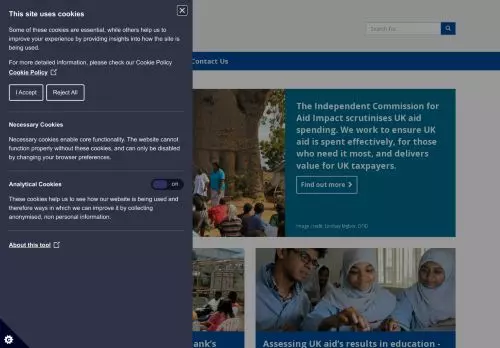 This site uses cookies
Some of these cookies are essential, while others help us to
improve your experience by providing insights into how the site is
being used.
For more detailed information, please check our Cookie Policy
Cookie Policy
I Accept
Reject All
Necessary Cookies
Necessary cookies enable core functionality. The website cannot
function properly without these cookies, and can only be disabled
by changing your browser preferences.
Analytical Cookies
Off
These cookies help us to see how our website is being used and
therefore ways in which we can improve it by collecting
anonymised, non personal information.
About this tool
Search for...
Contact Us
The Independent Commission for
Aid Impact scrutinises UK aid
spending. We work to ensure UK
aid is spent effectively, for those
who need it most, and delivers
value for UK taxpayers.
Find out more
Image credit: Lindsay Mgbor, DFID
ank's
Assessing UK aid's results in education -